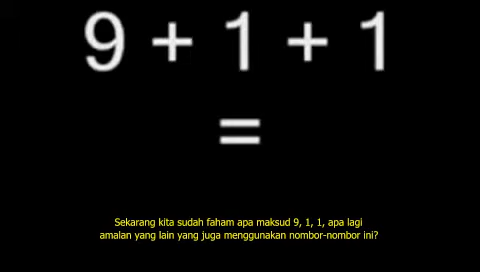 9 + 1 + 1
=
Sekarang kita sudah faham apa maksud 9, 1, 1, apa lagi
amalan yang lain yang juga menggunakan nombor-nombor ini?